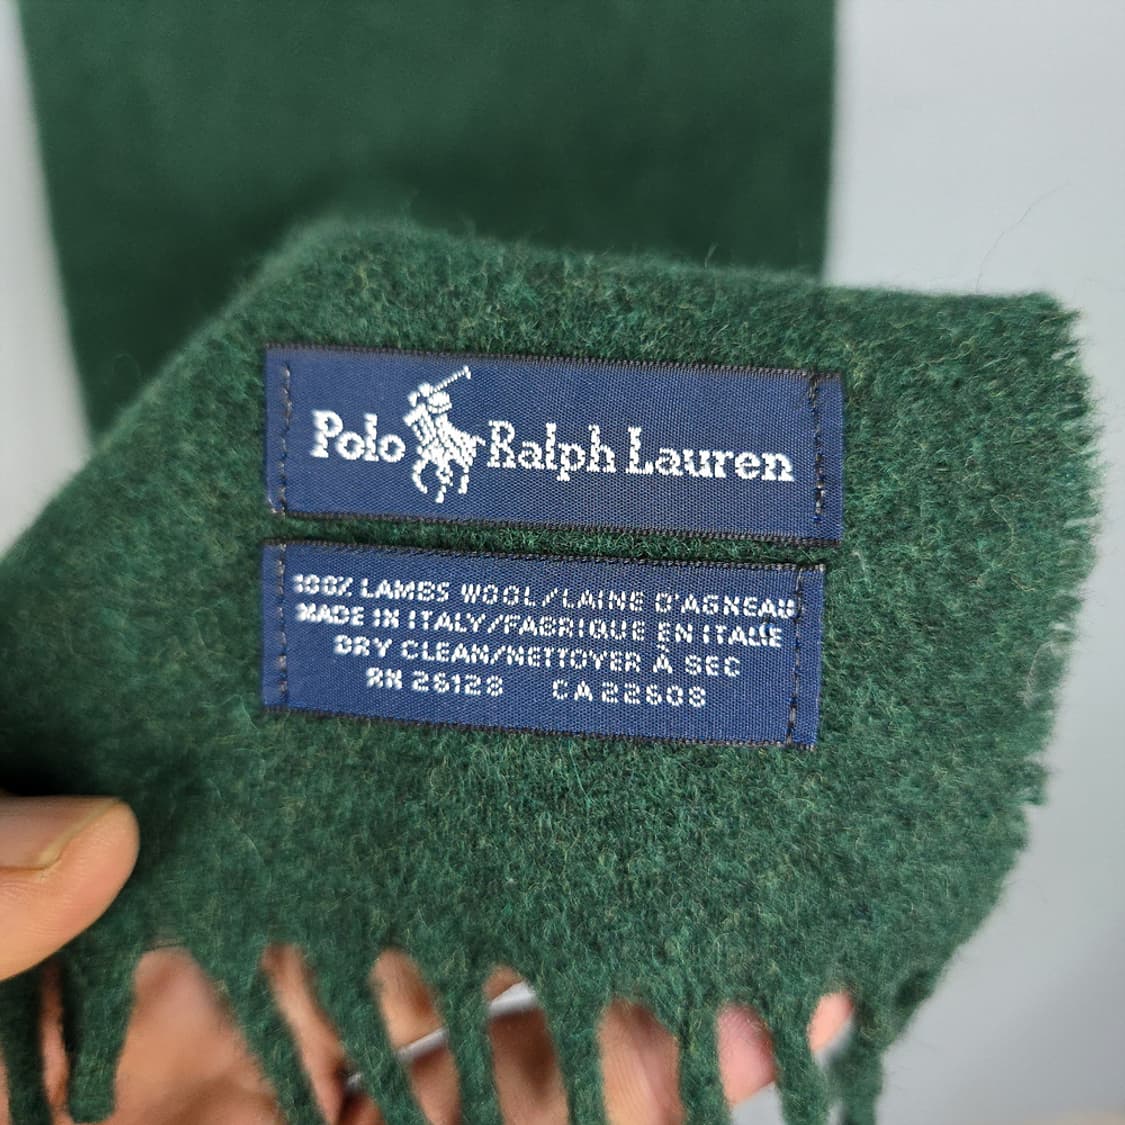 Polo Ralph Lauren
100% LAMBS WOOL/LAINE D'AGNEAU
MADE IN ITALY/FABRIQUE EN ITALIE
DRY CLEAN/NETTOYER À SEC
RN 26128 CA22608